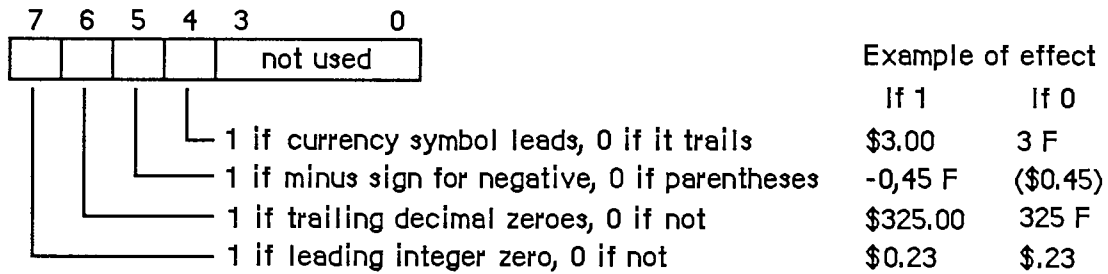 7 6 5 4 3 0
not used
Example of effect
If 1 If 0
1 if currency symbol leads, 0 if it trails $3.00 3 F
1 if minus sign for negative, 0 if parentheses -0,45 F ($0.45)
1 if trailing decimal zeroes, 0 if not $325.00 325 F
1 if leading integer zero, 0 if not $0.23 $.23